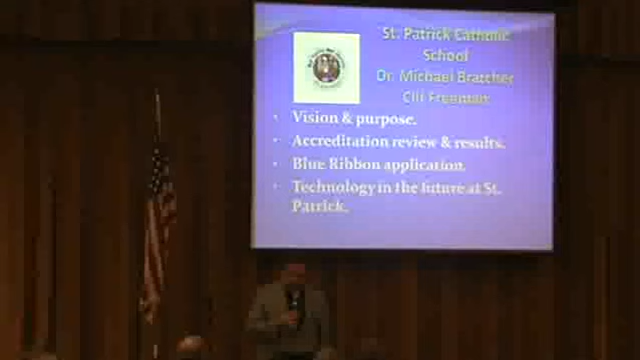 St. Patrick Catholic
School
Dr. Michael Bratcher
Clif Freeman
Vision & purpose.
Accreditation review & results.
Blue Ribbon application.
Technology in the future at St.
Patrick.